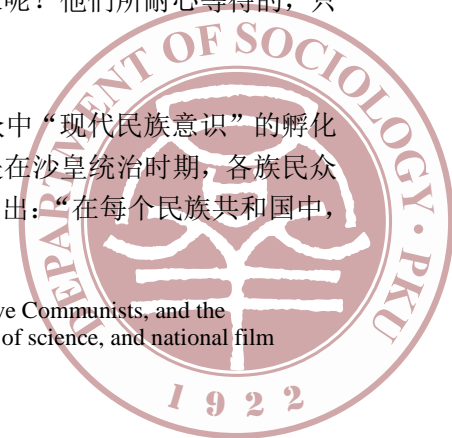 呢？他们所耐心等待的，只
中“现代民族意识”的孵化
在沙皇统治时期，各族民众
出：“在每个民族共和国中，
ve Communists, and the
of science, and national film
DEPARTMENT OF SOCIOLOGY · PKU
1922